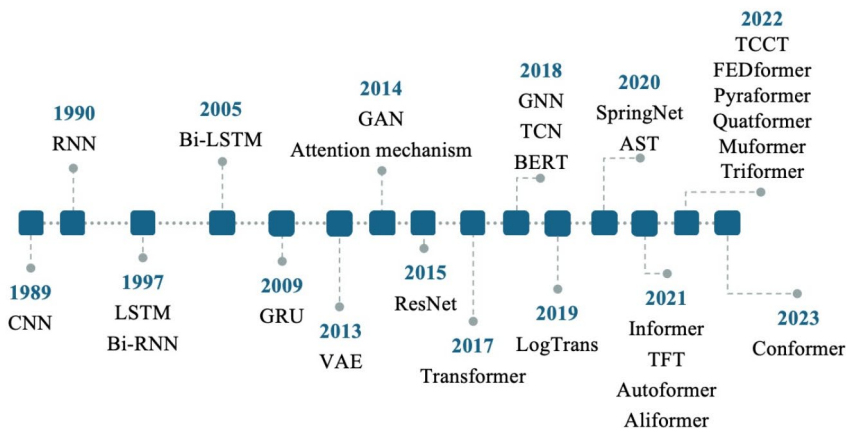 1989
CNN
1990
RNN
1997
LSTM
Bi-RNN
2005
Bi-LSTM
2009
GRU
2013
VAE
2014
GAN
Attention mechanism
2015
ResNet
2017
Transformer
2018
GNN
TCN
BERT
2019
LogTrans
2020
SpringNet
AST
2021
Informer
TFT
Autoformer
Aliformer
2022
TCCT
FEDformer
Pyraformer
Quatformer
Muformer
Triformer
2023
Conformer